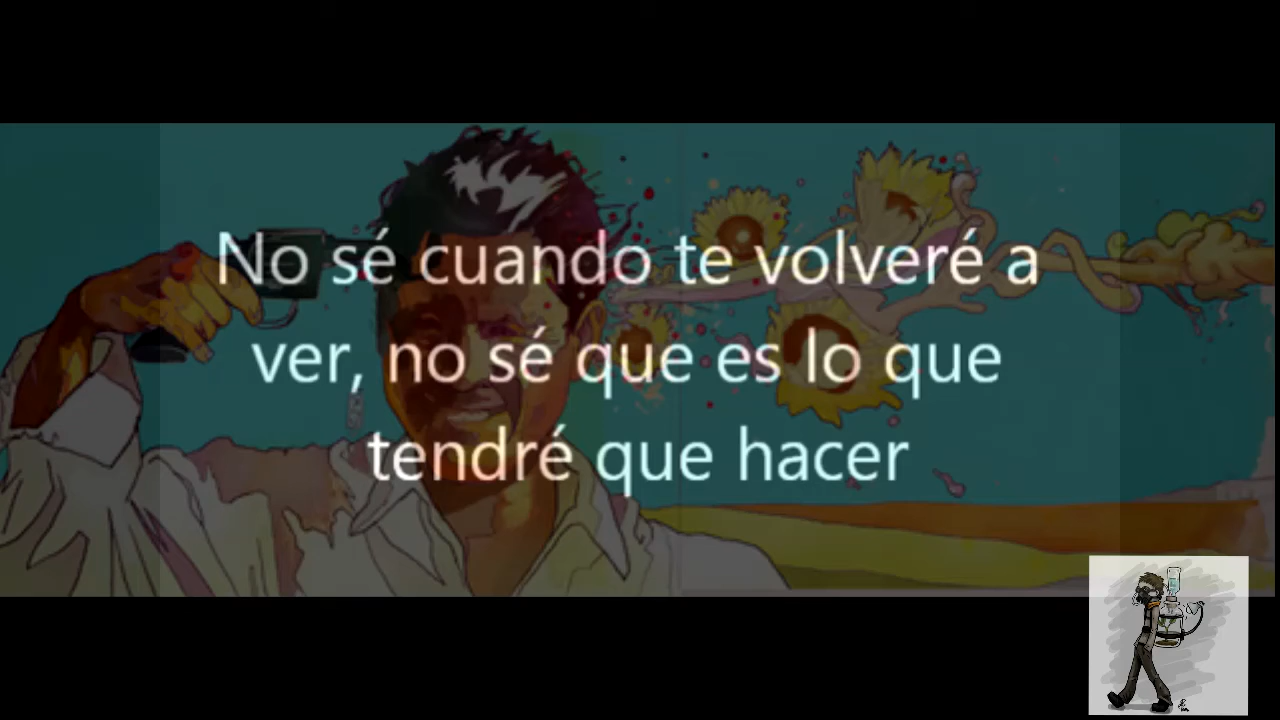 No sé cuando te volveré a
ver, no sé que es lo que
tendré que hacer